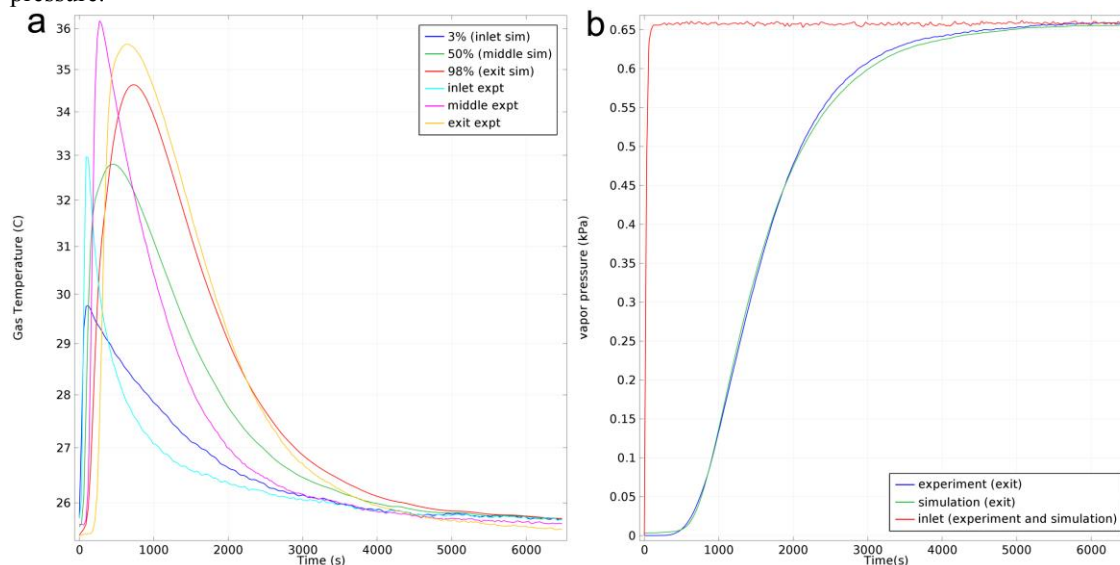 pressure.
a
36
35
34
33
32
31
30
29
28
27
26
Gas Temperature (C)
3% (inlet sim)
50% (middle sim)
98% (exit sim)
inlet expt
middle expt
exit expt
0 1000 2000 3000 4000 5000 6000
Time (s)
b
0.65
0.6
0.55
0.5
0.45
0.4
0.35
0.3
0.25
0.2
0.15
0.1
0.05
0
vapor pressure (kPa)
experiment (exit)
simulation (exit)
inlet (experiment and simulation)
0 1000 2000 3000 4000 5000 6000
Time(s)